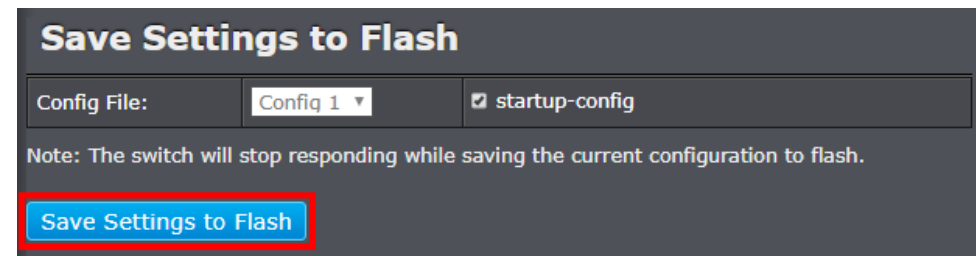 Save Settings to Flash
Config File: Config 1 startup-config
Note: The switch will stop responding while saving the current configuration to flash.
Save Settings to Flash